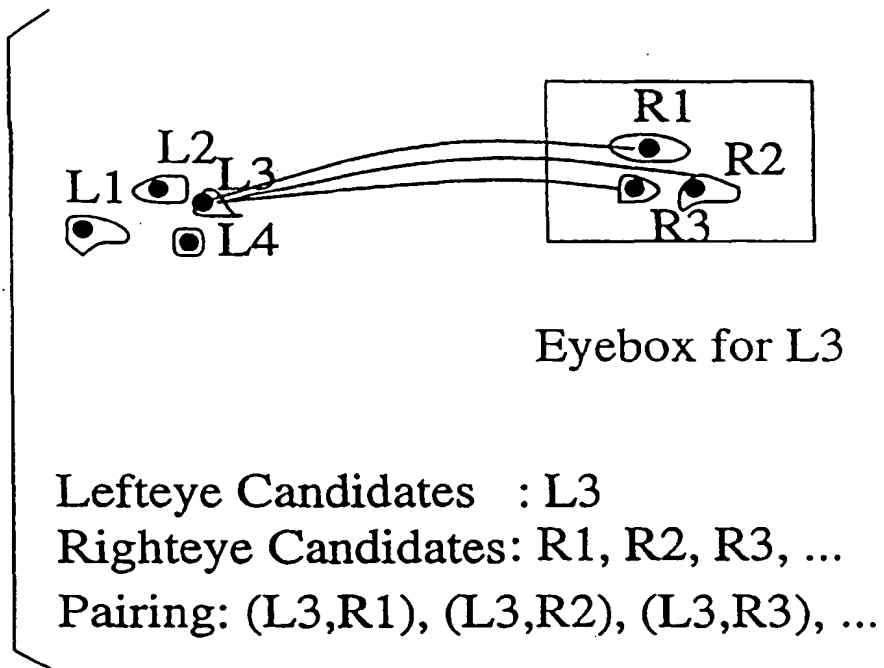 R1
L2
R2
L3
L1
R3
L4
Eyebox for L3
Lefteye Candidates : L3
Righteye Candidates: R1, R2, R3, ...
Pairing: (L3,R1), (L3,R2), (L3,R3), ...